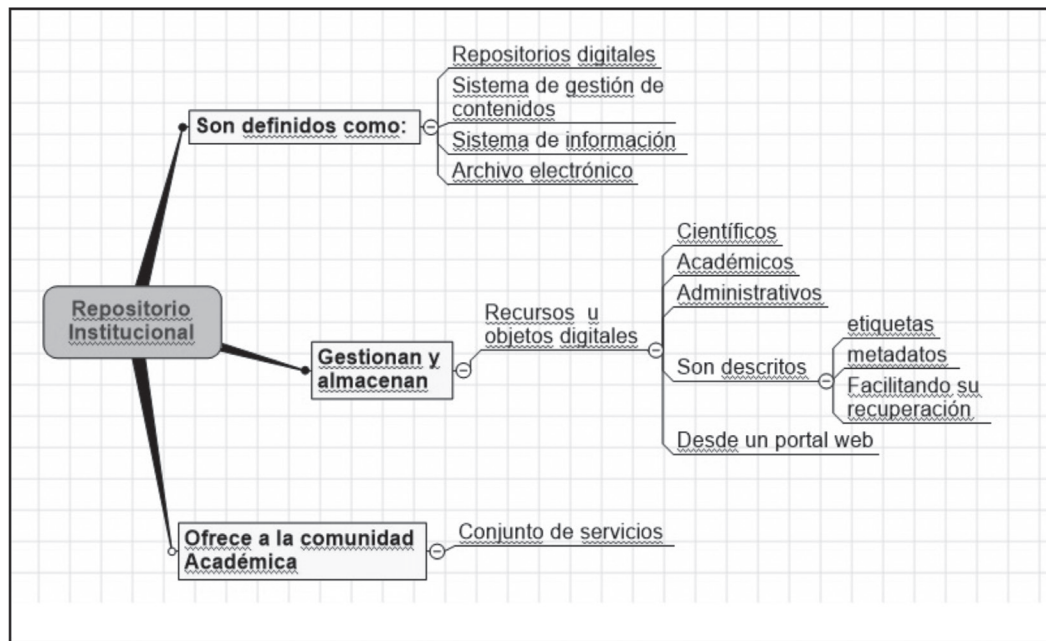 Repositorio
Institucional
Son definidos como:
Repositorios digitales
Sistema de gestión de
contenidos
Sistema de información
Archivo electrónico
Gestionan y
almacenan
Recursos u
objetos digitales
Científicos
Académicos
Administrativos
Son descritos
etiquetas
metadatos
Facilitando su
recuperación
Desde un portal web
Ofrece a la comunidad
Académica
Conjunto de servicios